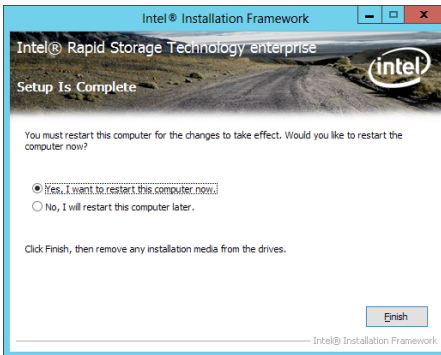 Intel® Installation Framework
Intel® Rapid Storage Technology enterprise
intel
Setup Is Complete
You must restart this computer for the changes to take effect. Would you like to restart the
computer now?
Yes, I want to restart this computer now.
No, I will restart this computer later.
Click Finish, then remove any installation media from the drives.
Finish
Intel® Installation Framework